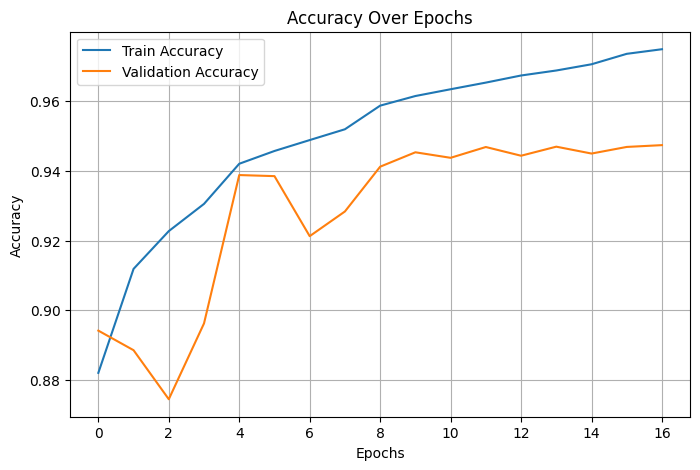 Accuracy Over Epochs
Train Accuracy
Validation Accuracy
Accuracy
0.96
0.94
0.92
0.90
0.88
0 2 4 6 8 10 12 14 16
Epochs